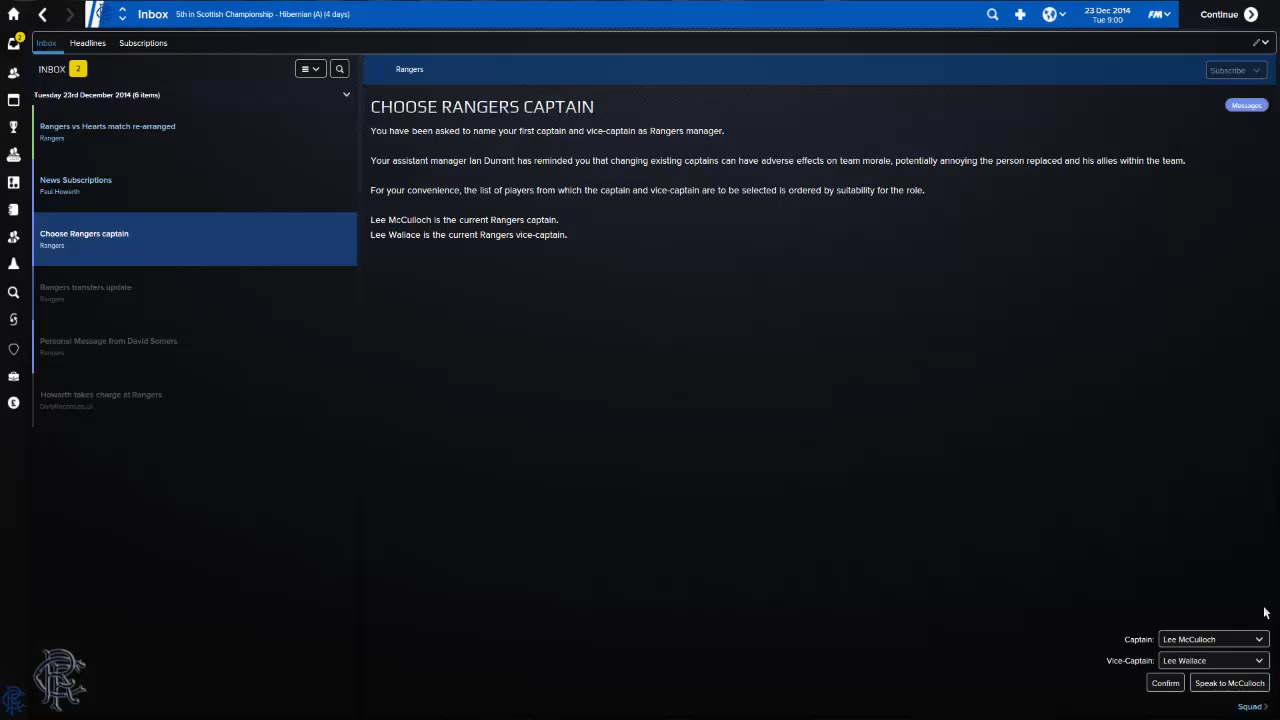 Inbox
5th in Scottish Championship - Hibernian (A) (4 days)
23 Dec 2014
Tue 9:00
FM
Continue
2
Inbox
Headlines
Subscriptions
INBOX 2
Rangers
Subscribe
Tuesday 23rd December 2014 (6 items)
CHOOSE RANGERS CAPTAIN
Messages
Rangers vs Hearts match re-arranged
Rangers
You have been asked to name your first captain and vice-captain as Rangers manager.
Your assistant manager Ian Durrant has reminded you that changing existing captains can have adverse effects on team morale, potentially annoying the person replaced and his allies within the team.
News Subscriptions
Paul Howarth
For your convenience, the list of players from which the captain and vice-captain are to be selected is ordered by suitability for the role.
Lee McCulloch is the current Rangers captain.
Lee Wallace is the current Rangers vice-captain.
Choose Rangers captain
Rangers
Rangers transfers update
Rangers
Personal Message from David Somers
Rangers
Howarth takes charge at Rangers
DailyRecord.co.uk
Captain: Lee McCulloch
Vice-Captain: Lee Wallace
Confirm
Speak to McCulloch
Squad